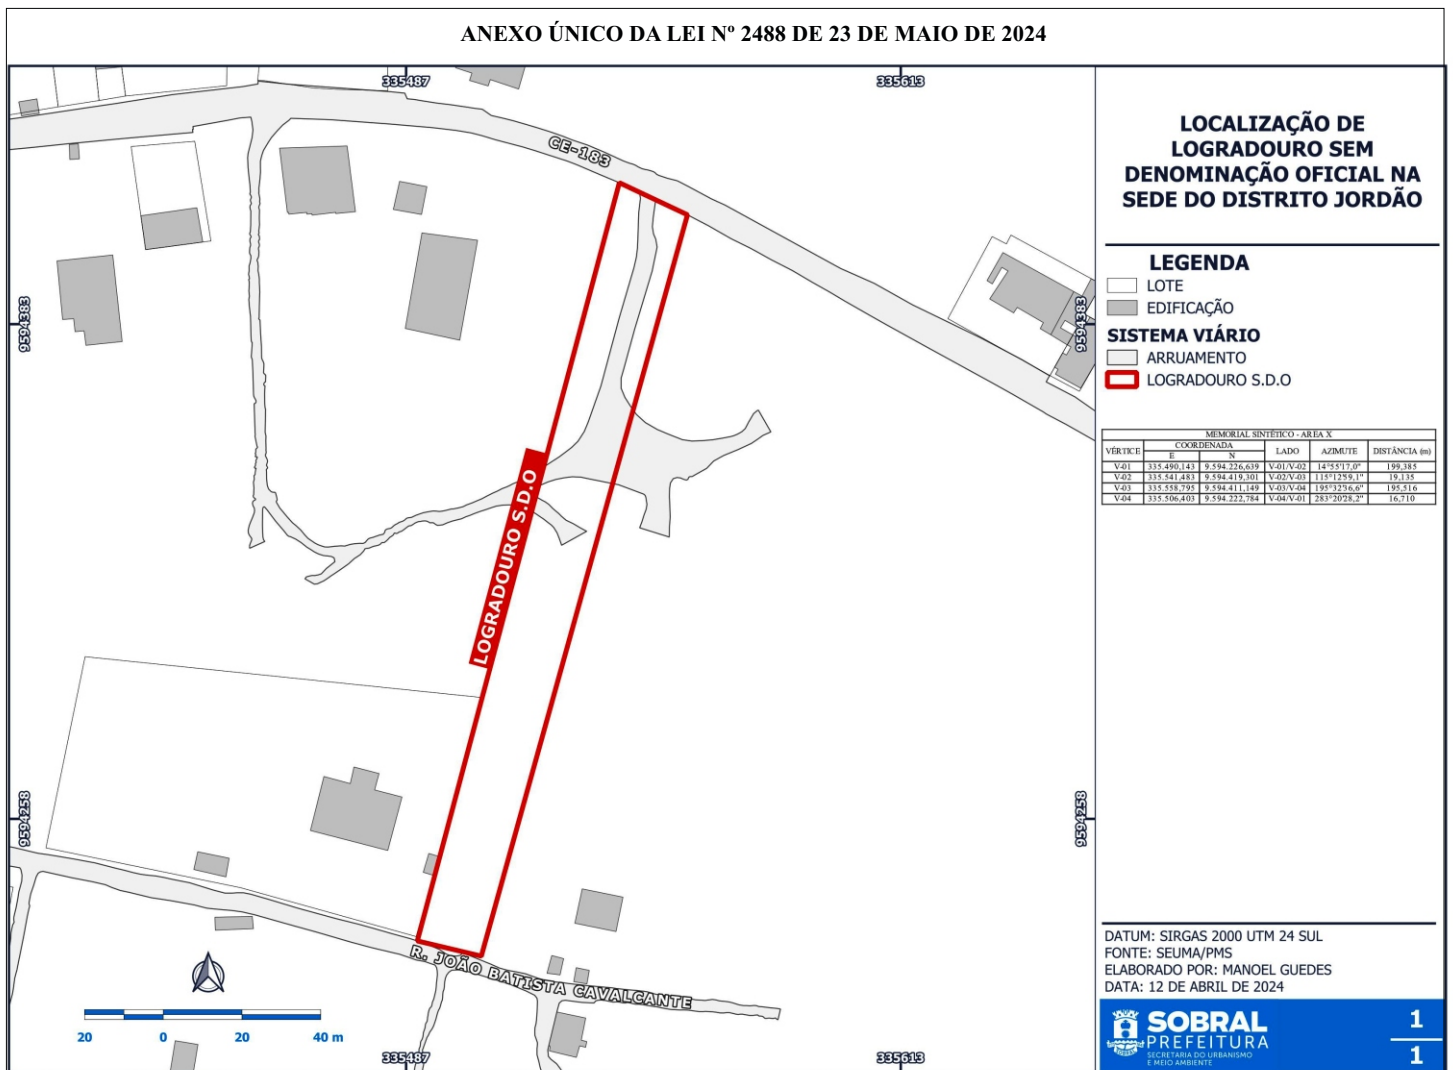 ANEXO ÚNICO DA LEI Nº 2488 DE 23 DE MAIO DE 2024
335487
335613
CE-183
9594383
9594383
LOGRADOURO S.D.O
9594258
9594258
R. JOÃO BATISTA CAVALCANTE
20 0 20 40 m
335487
335613
LOCALIZAÇÃO DE
LOGRADOURO SEM
DENOMINAÇÃO OFICIAL NA
SEDE DO DISTRITO JORDÃO
LEGENDA
LOTE
EDIFICAÇÃO
SISTEMA VIÁRIO
ARRUAMENTO
LOGRADOURO S.D.O
MEMORIAL SINTÉTICO - AREA X
VÉRTICE COORDENADA LADO AZIMUTE DISTÂNCIA (m)
E N
V-01 335.490,143 9.594.226,639 V-01/V-02 14°55'17,0" 199,385
V-02 335.541,483 9.594.419,301 V-02/V-03 115°12'59,1" 19,135
V-03 335.558,795 9.594.411,149 V-03/V-04 195°32'36,6" 195,516
V-04 335.506,403 9.594.222,784 V-04/V-01 283°20'28,2" 16,710
DATUM: SIRGAS 2000 UTM 24 SUL
FONTE: SEUMA/PMS
ELABORADO POR: MANOEL GUEDES
DATA: 12 DE ABRIL DE 2024
SOBRAL
PREFEITURA
SECRETARIA DO URBANISMO
E MEIO AMBIENTE
1
1